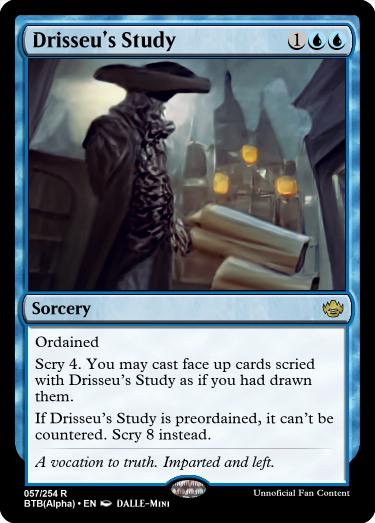 Drisseu's Study
1
Sorcery
Ordained
Scry 4. You may cast face up cards scried
with Drisseu's Study as if you had drawn
them.
If Drisseu's Study is preordained, it can't be
countered. Scry 8 instead.
A vocation to truth. Imparted and left.
057/254 R
BTB(Alpha) • EN DALLE-Mini
Unofficial Fan Content